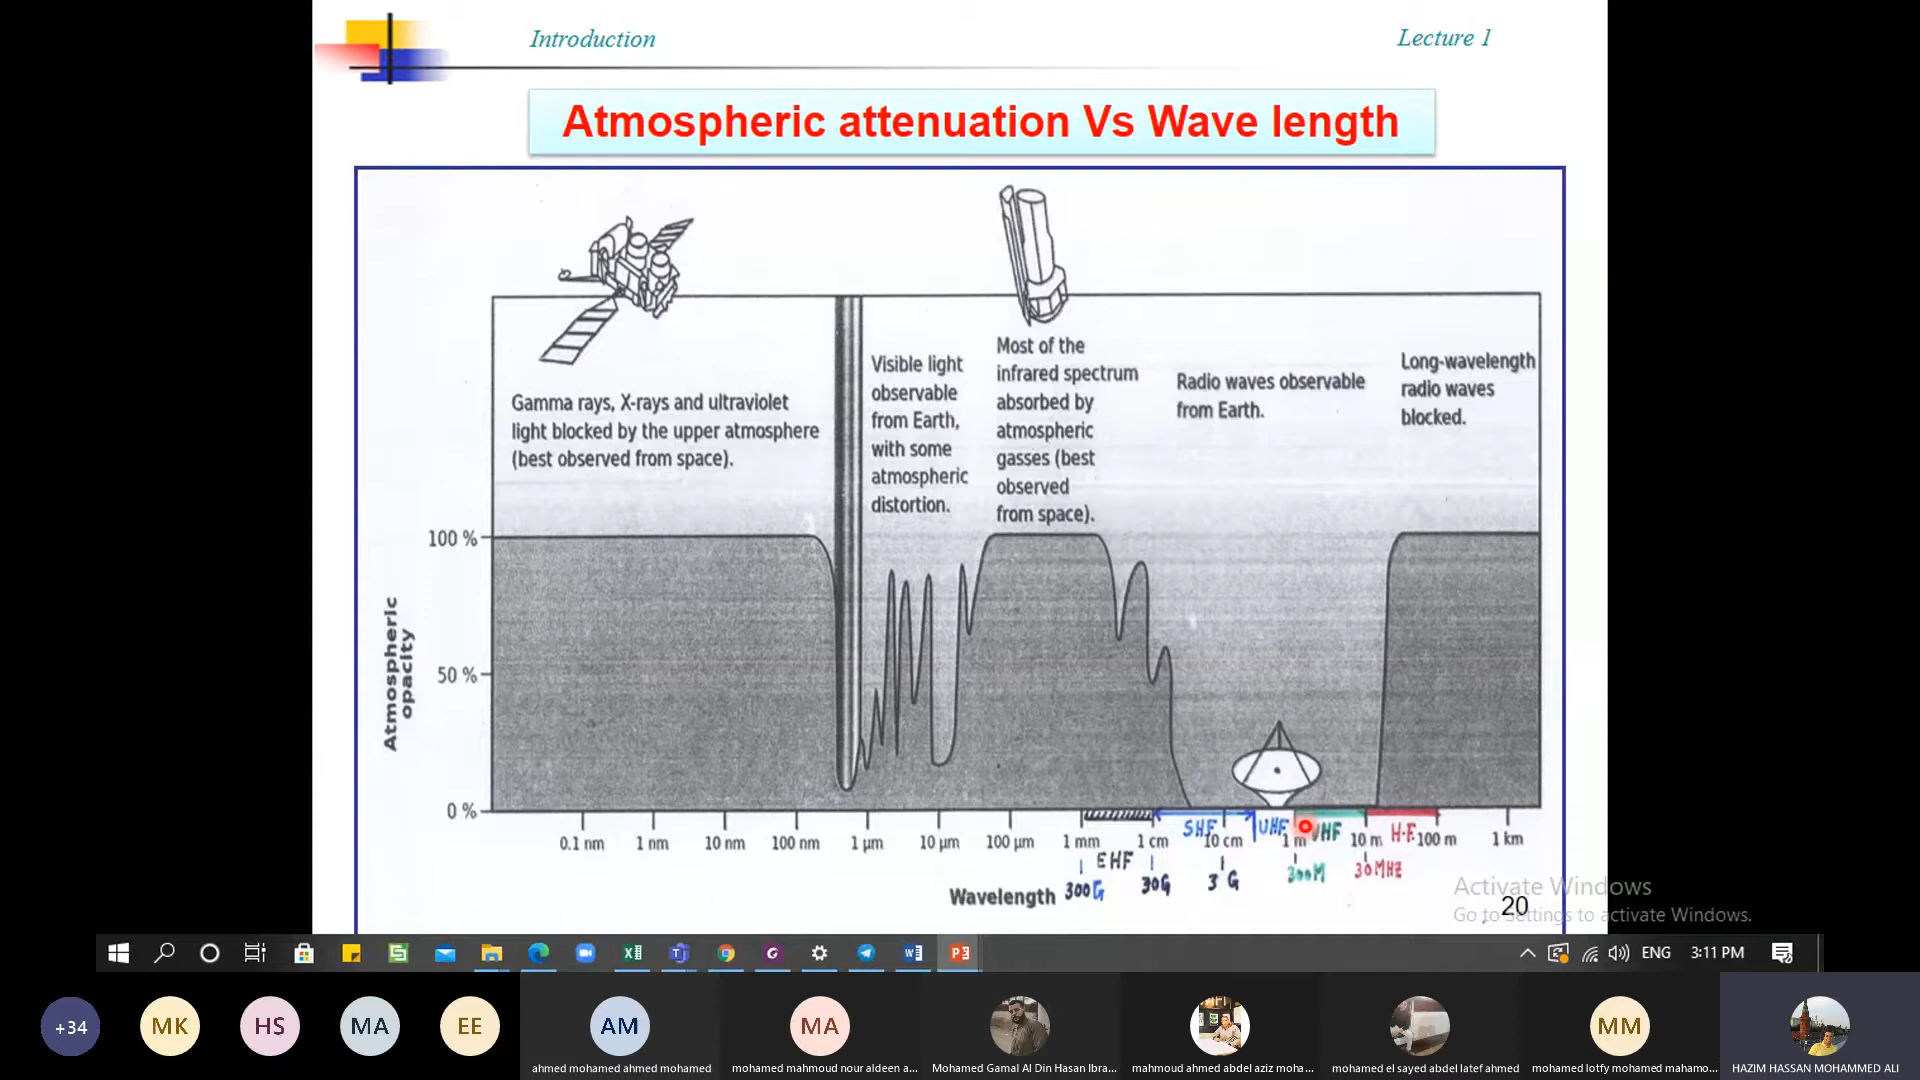 Introduction
Lecture 1
Atmospheric attenuation Vs Wave length
Gamma rays, X-rays and ultraviolet
light blocked by the upper atmosphere
(best observed from space).
Visible light
observable
from Earth,
with some
atmospheric
distortion.
Most of the
infrared spectrum
absorbed by
atmospheric
gasses (best
observed
from space).
Radio waves observable
from Earth.
Long-wavelength
radio waves
blocked.
Atmospheric
opacity
100 %
50 %
0 %
SHF UHF VHF H.F.
0.1 nm 1 nm 10 nm 100 nm 1 µm 10 µm 100 µm 1 mm 1 cm 10 cm 1 m 10 m 100 m 1 km
EHF
300G 30G 3 G 300M 30MHZ
Wavelength
Activate Windows
Go to Settings to activate Windows.
20
ENG 3:11 PM
+34 MK HS MA EE AM MA MM
ahmed mohamed ahmed mohamed
mohamed mahmoud nour aldeen a...
Mohamed Gamal Al Din Hasan Ibra...
mahmoud ahmed abdel aziz moha...
mohamed el sayed abdel latef ahmed
mohamed lotfy mohamed mahamo...
HAZIM HASSAN MOHAMMED ALI